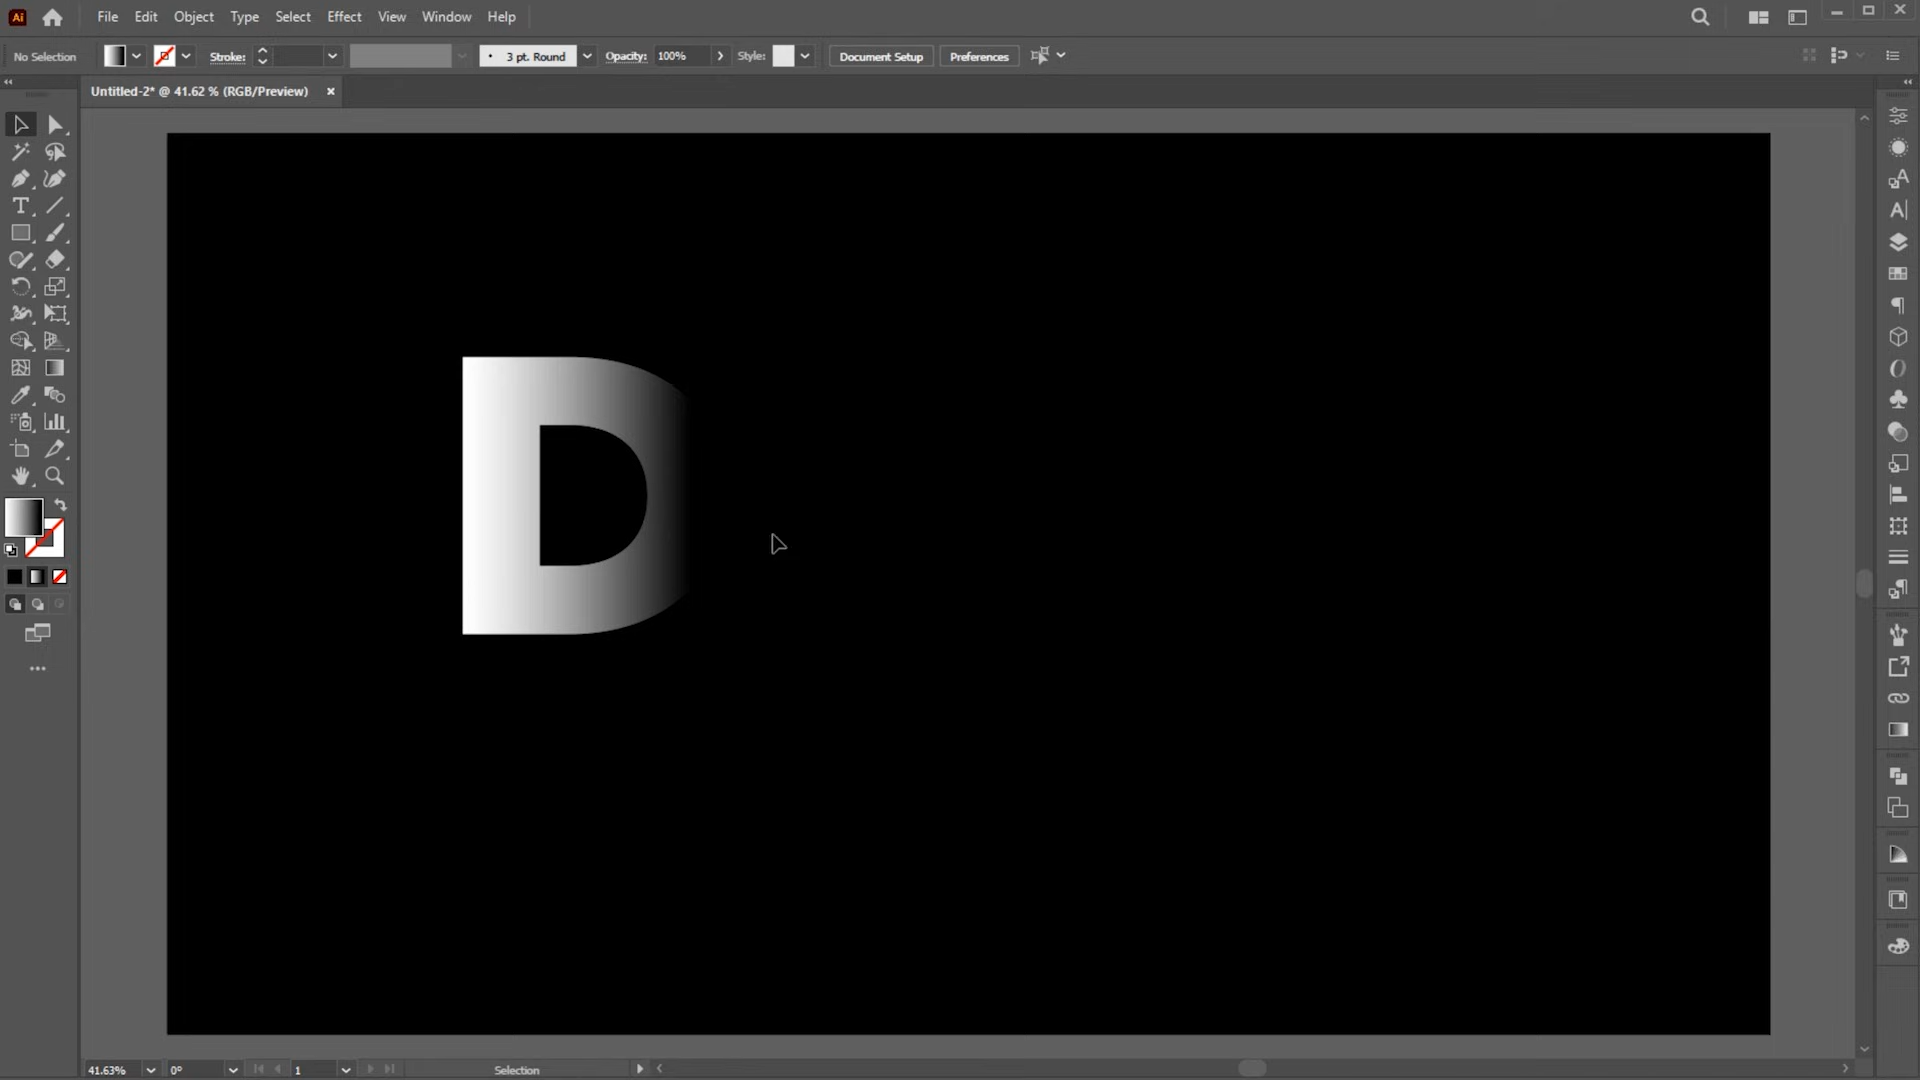 Ai File Edit Object Type Select Effect View Window Help
No Selection Stroke: • 3 pt. Round Opacity: 100% Style: Document Setup Preferences
Untitled-2* @ 41.62 % (RGB/Preview) ×
D
41.63% 0° 1 Selection